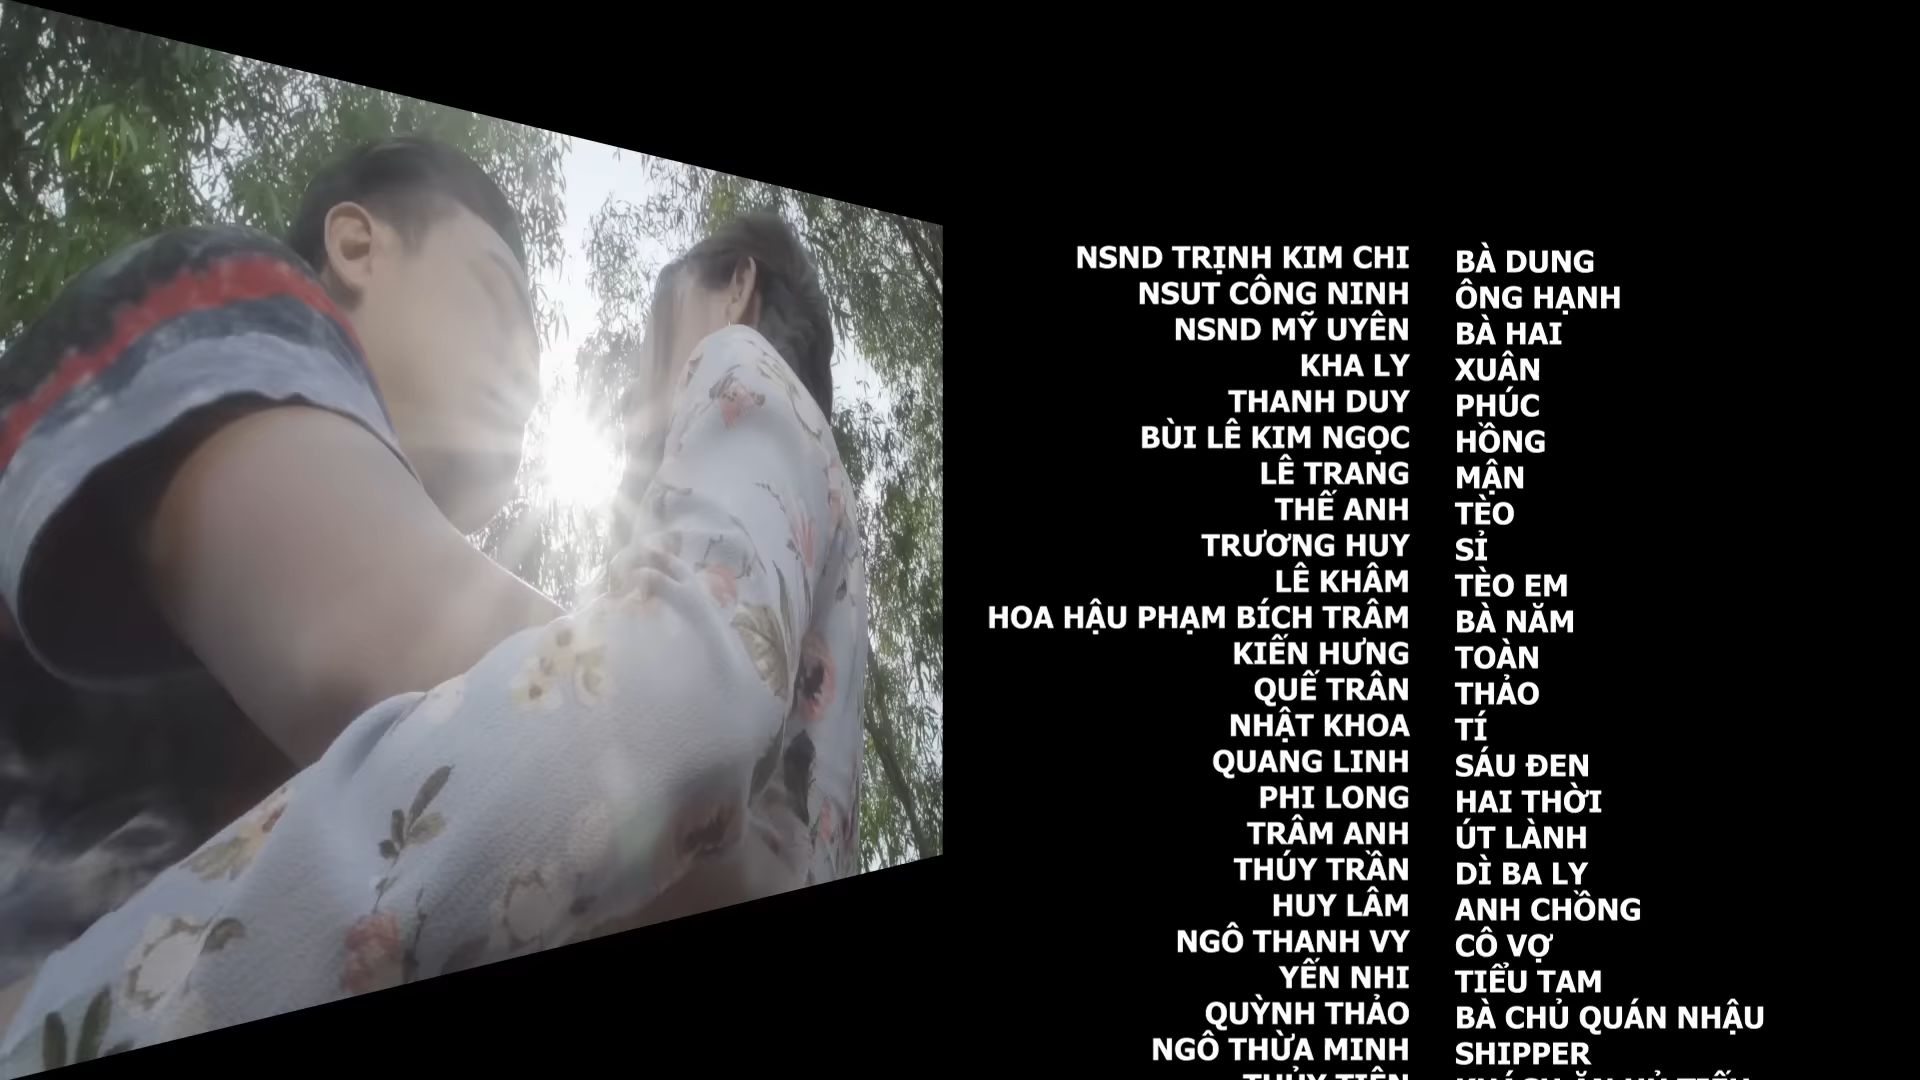 NSND TRỊNH KIM CHI BÀ DUNG
NSUT CÔNG NINH ÔNG HẠNH
NSND MỸ UYÊN BÀ HAI
KHA LY XUÂN
THANH DUY PHÚC
BÙI LÊ KIM NGỌC HỒNG
LÊ TRANG MẬN
THẾ ANH TÈO
TRƯƠNG HUY SỈ
LÊ KHÂM TÈO EM
HOA HẬU PHẠM BÍCH TRÂM BÀ NĂM
KIẾN HƯNG TOÀN
QUẾ TRÂN THẢO
NHẬT KHOA TÍ
QUANG LINH SÁU ĐEN
PHI LONG HAI THỜI
TRÂM ANH ÚT LÀNH
THÚY TRẦN DÌ BA LY
HUY LÂM ANH CHỒNG
NGÔ THANH VY CÔ VỢ
YẾN NHI TIỂU TAM
QUỲNH THẢO BÀ CHỦ QUÁN NHẬU
NGÔ THỪA MINH SHIPPER